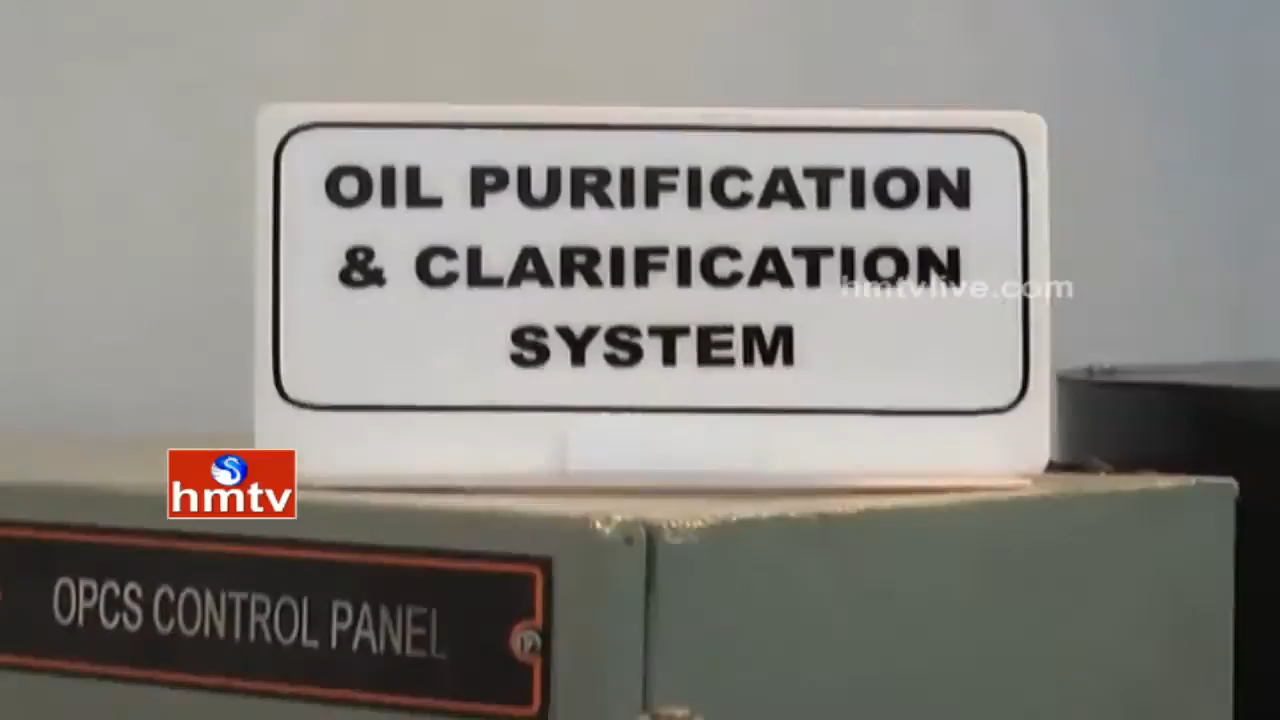 OIL PURIFICATION
& CLARIFICATION
SYSTEM
hmtvlive.com
hmtv
OPCS CONTROL PANEL